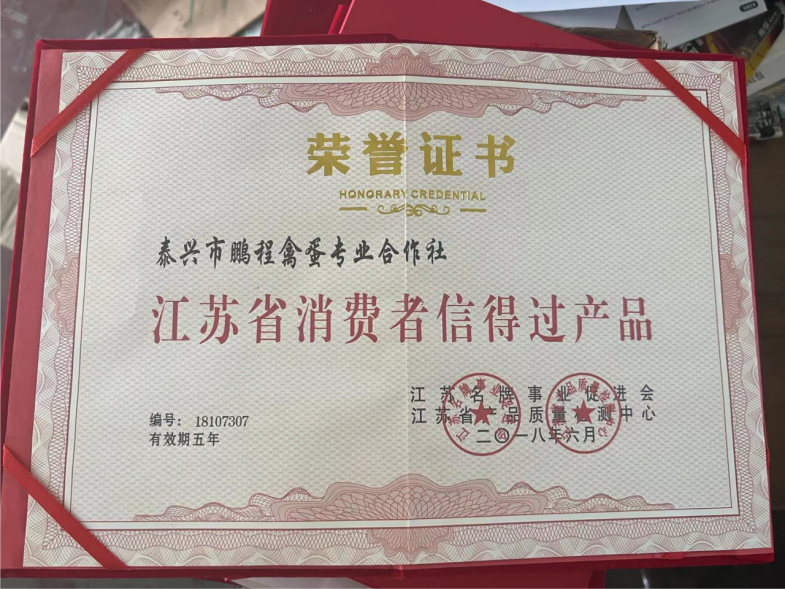 荣誉证书
HONORARY CREDENTIAL
泰兴市鹏程禽蛋专业合作社
江苏省消费者信得过产品
编号：18107307
有效期五年
江苏名牌事业促进会
江苏省产品质量检测中心
二〇一八年六月